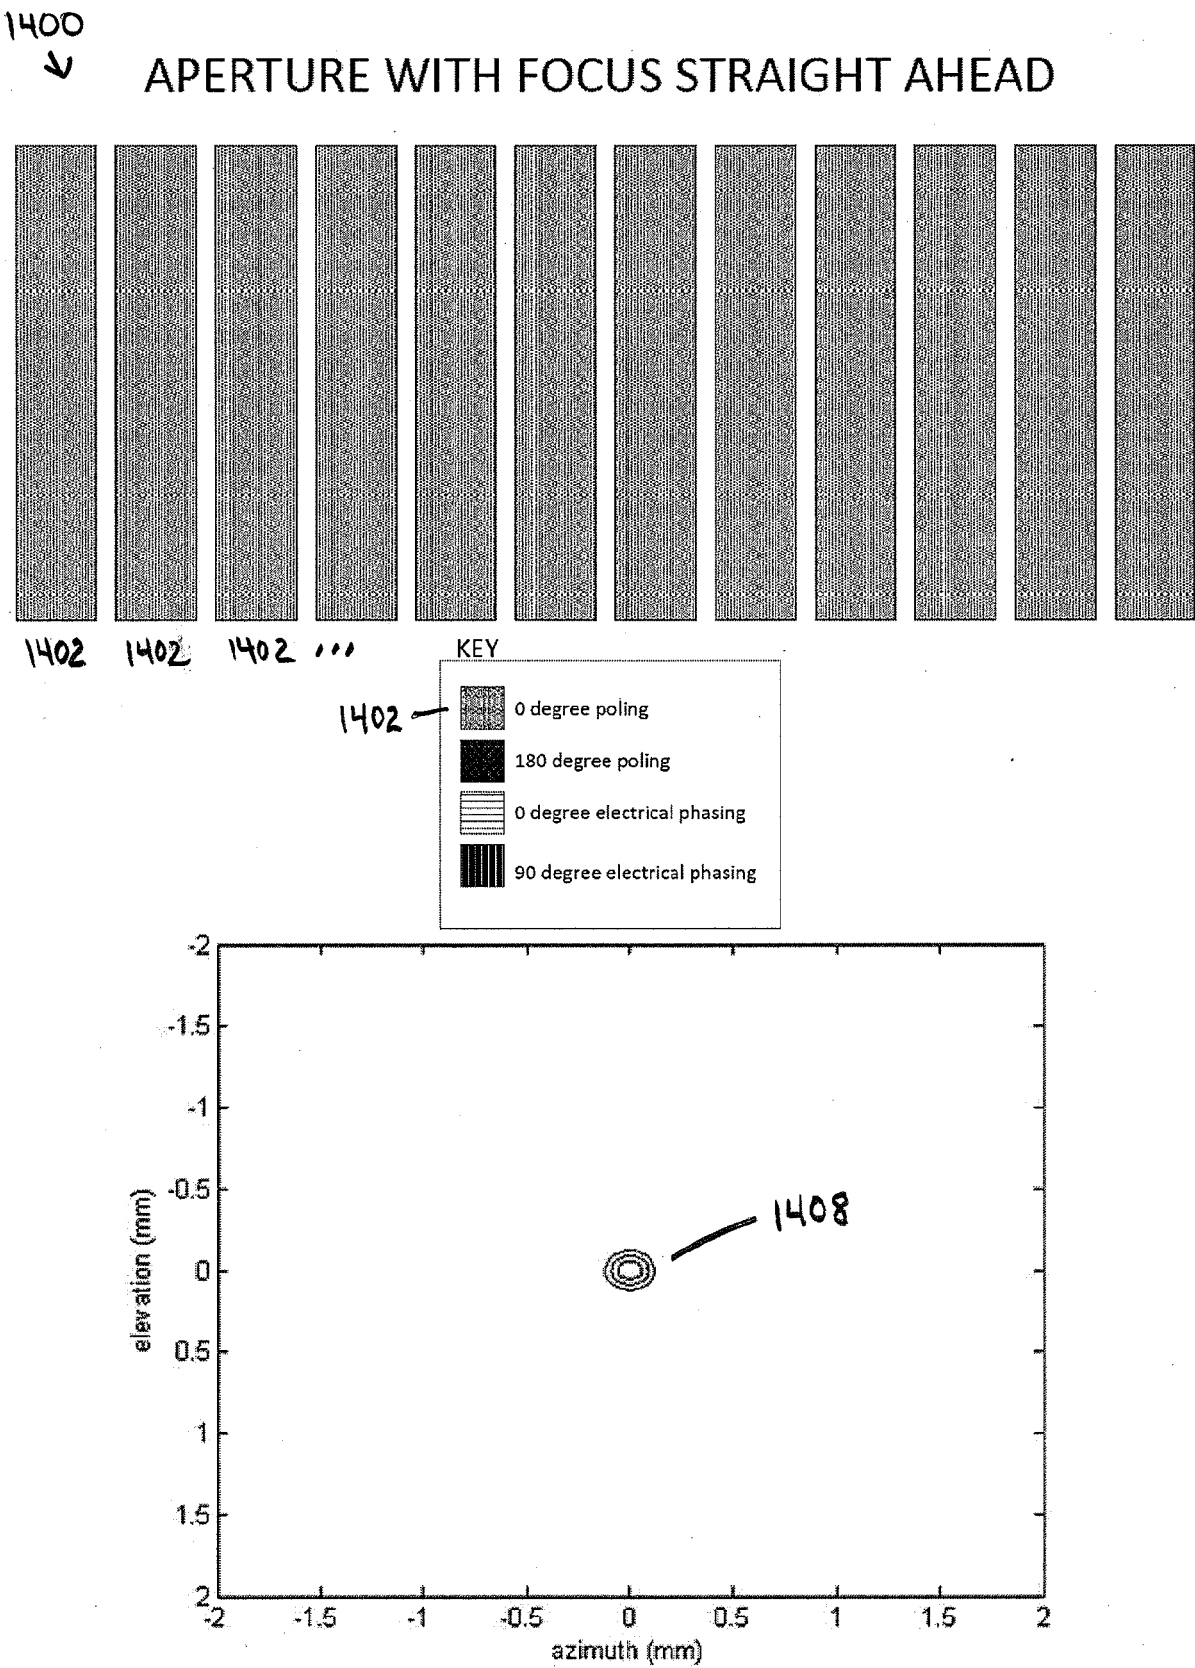 1400
APERTURE WITH FOCUS STRAIGHT AHEAD
1402 1402 1402 ...
KEY
1402
0 degree poling
180 degree poling
0 degree electrical phasing
90 degree electrical phasing
-2
-1.5
-1
-0.5
0
0.5
1
1.5
2
elevation (mm)
1408
-2 -1.5 -1 -0.5 0 0.5 1 1.5 2
azimuth (mm)